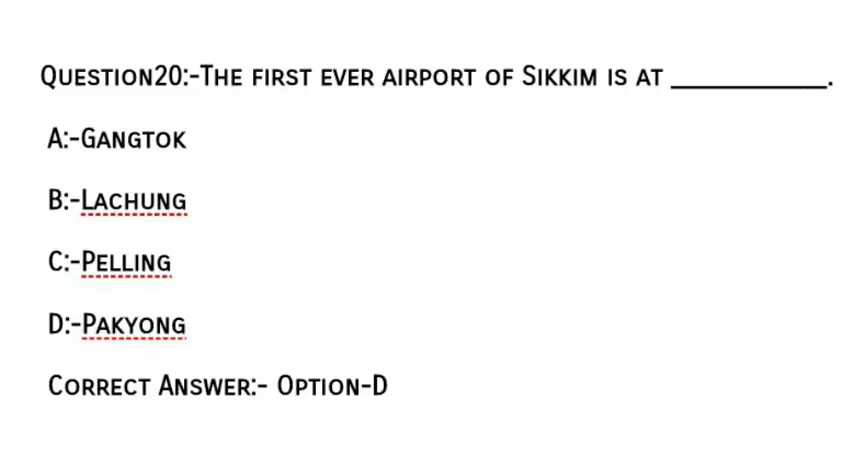 Question20:-The first ever airport of Sikkim is at ____________.
A:-Gangtok
B:-Lachung
C:-Pelling
D:-Pakyong
Correct Answer:- Option-D